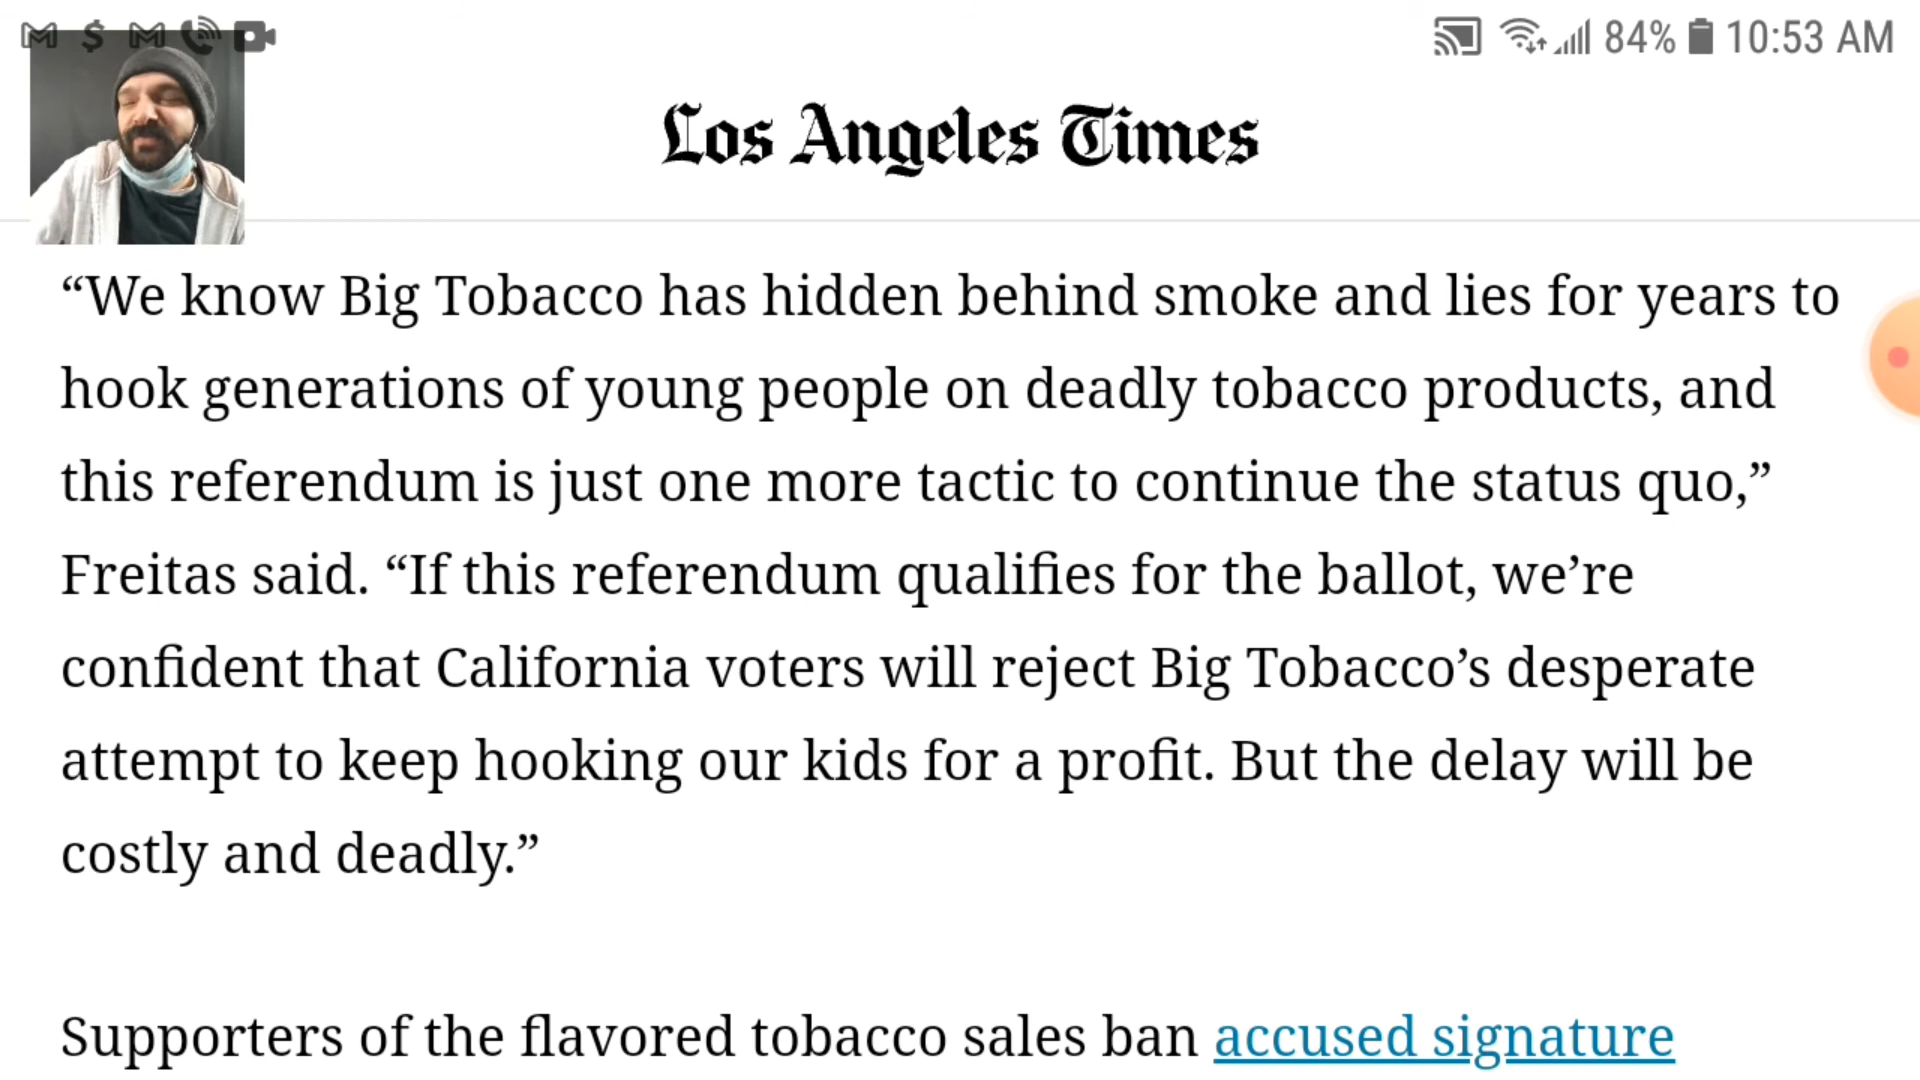 84% 10:53 AM
Los Angeles Times
“We know Big Tobacco has hidden behind smoke and lies for years to
hook generations of young people on deadly tobacco products, and
this referendum is just one more tactic to continue the status quo,”
Freitas said. “If this referendum qualifies for the ballot, we’re
confident that California voters will reject Big Tobacco’s desperate
attempt to keep hooking our kids for a profit. But the delay will be
costly and deadly.”
Supporters of the flavored tobacco sales ban accused signature